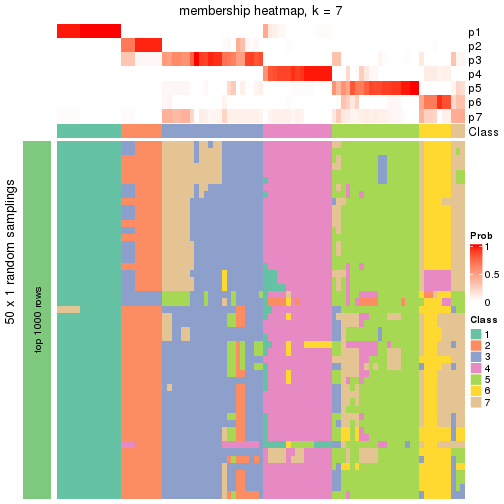 membership heatmap, k = 7
p1
p2
p3
p4
p5
p6
p7
Class
50 x 1 random samplings
top 1000 rows
Prob
1
0.5
0
Class
1
2
3
4
5
6
7